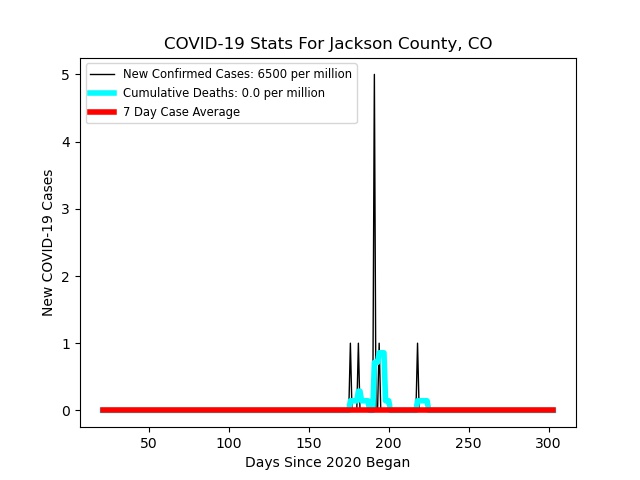 COVID-19 Stats For Jackson County, CO
New Confirmed Cases: 6500 per million
Cumulative Deaths: 0.0 per million
7 Day Case Average
New COVID-19 Cases
5
4
3
2
1
0
50 100 150 200 250 300
Days Since 2020 Began